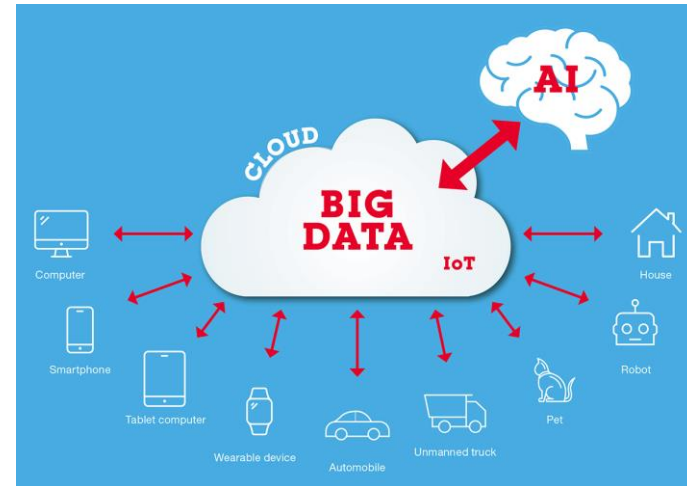 AI
CLOUD
BIG
DATA
IoT
Computer
House
Smartphone
Robot
Tablet computer
Pet
Wearable device
Unmanned truck
Automobile